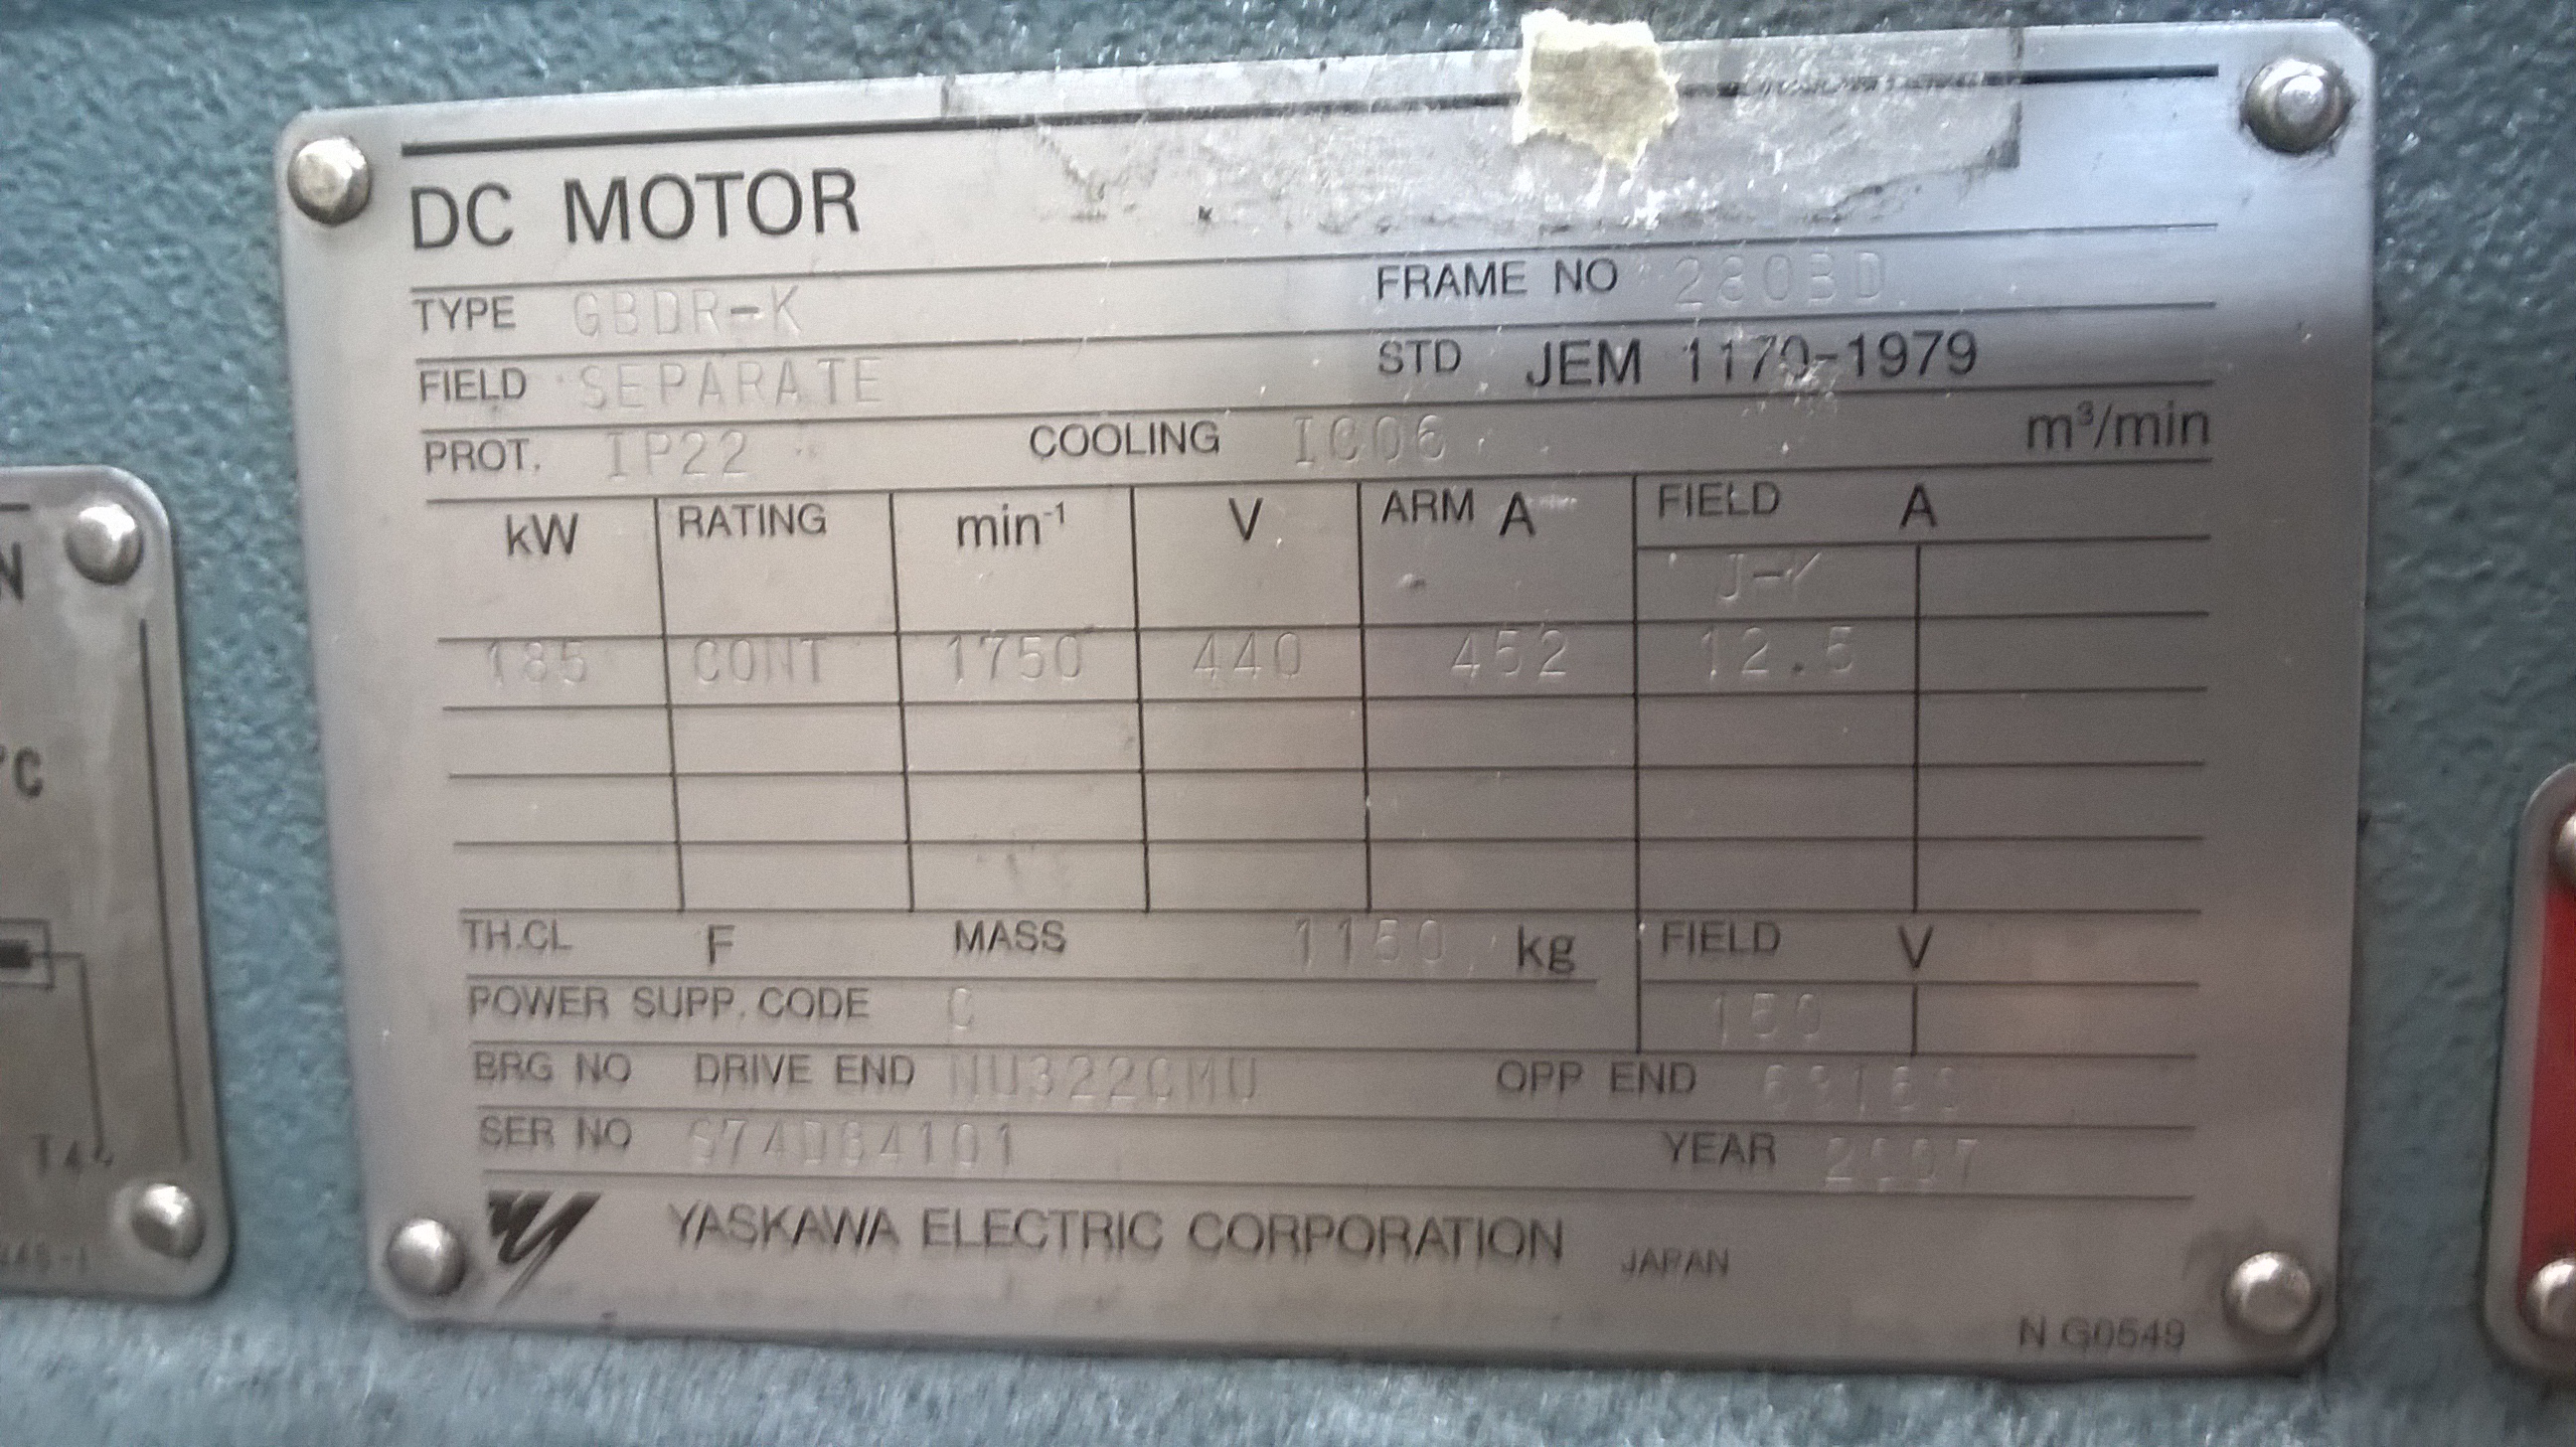 DC MOTOR
TYPE GBDR-K FRAME NO
FIELD SEPARATE STD JEM 1170-1979
PROT. IP22 COOLING IC06 m³/min
kW RATING min⁻¹ V ARM A FIELD A
J-K
185 CONT 1750 440 452 12.5
TH.CL F MASS 1150 kg FIELD V
POWER SUPP. CODE C 150
BRG NO DRIVE END NU322CMU OPP END
SER NO YEAR 2007
YASKAWA ELECTRIC CORPORATION JAPAN
N G0549
N
°C